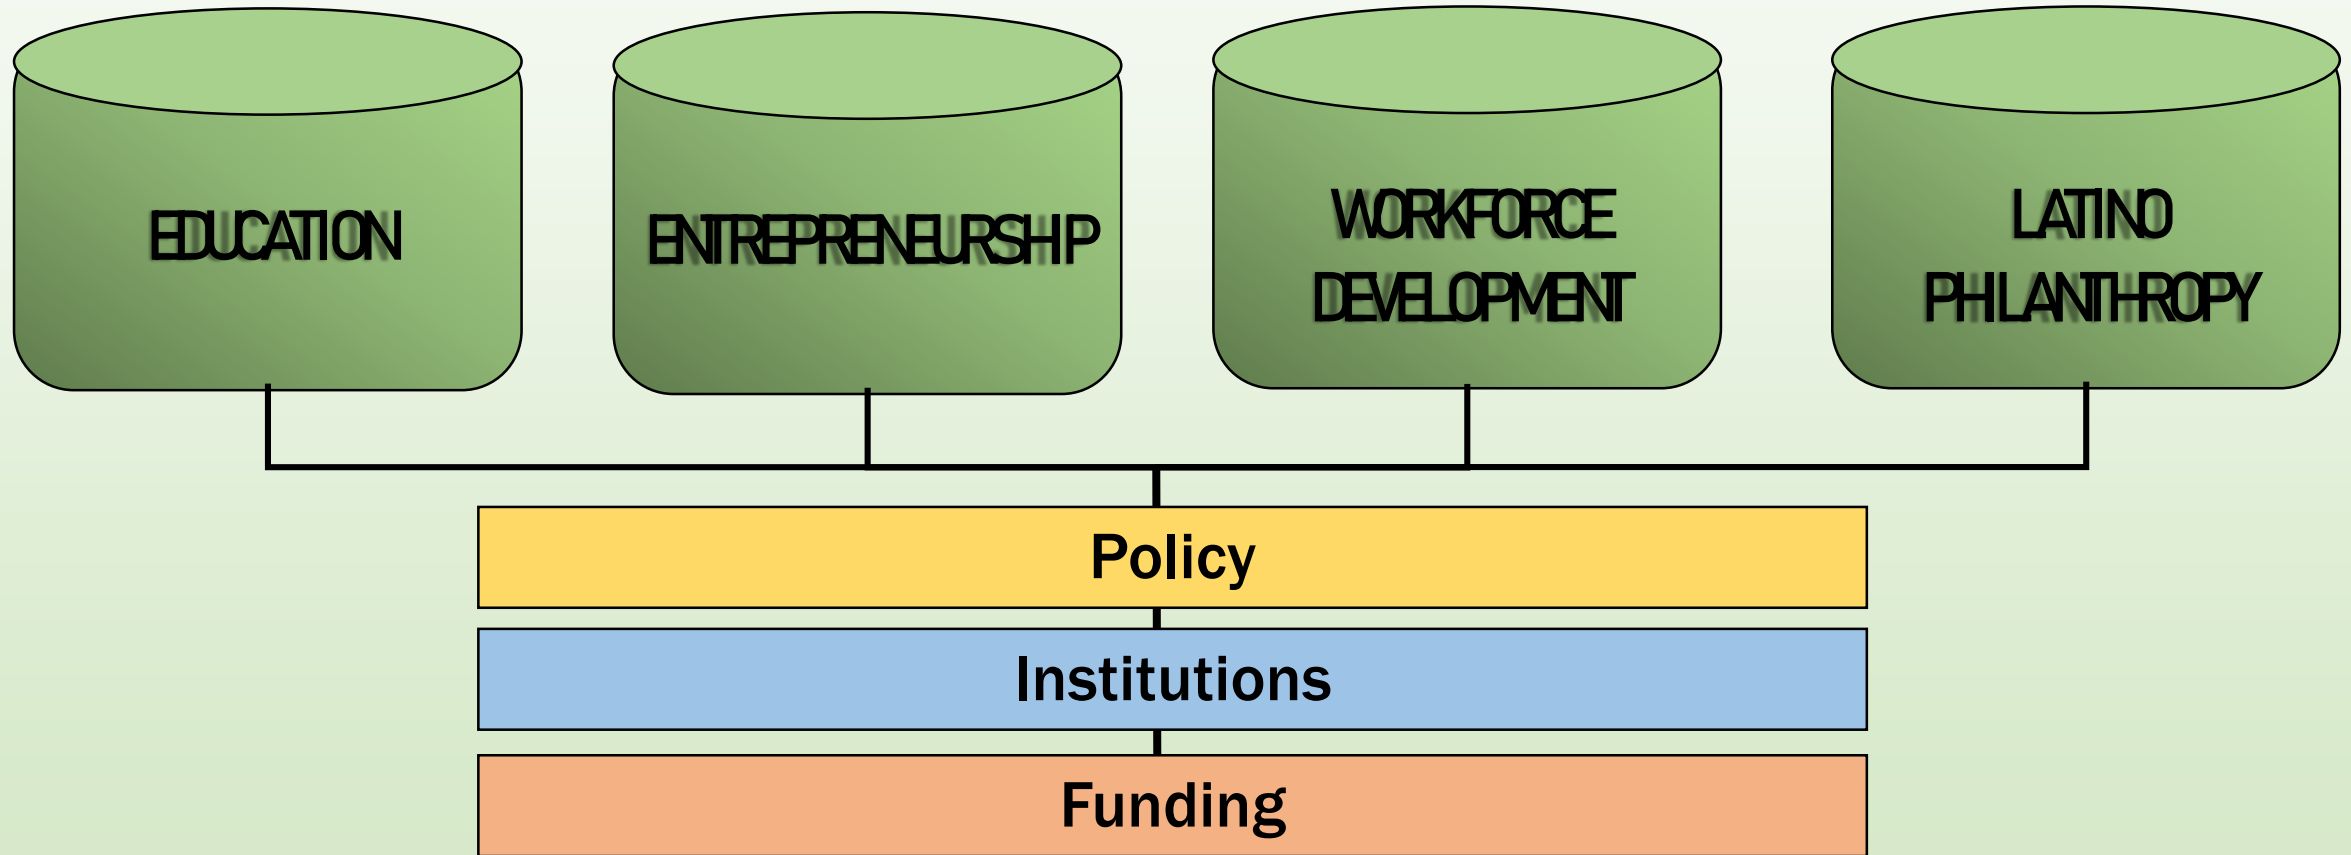 EDUCATION
ENTREPRENEURSHIP
WORKFORCE
DEVELOPMENT
LATINO
PHILANTHROPY
Policy
Institutions
Funding